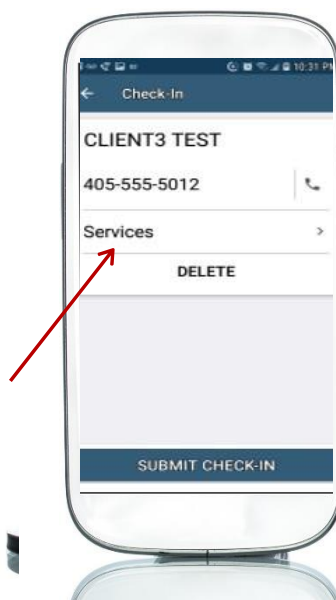 10:31 PM
Check-In
CLIENT3 TEST
405-555-5012
Services
DELETE
SUBMIT CHECK-IN